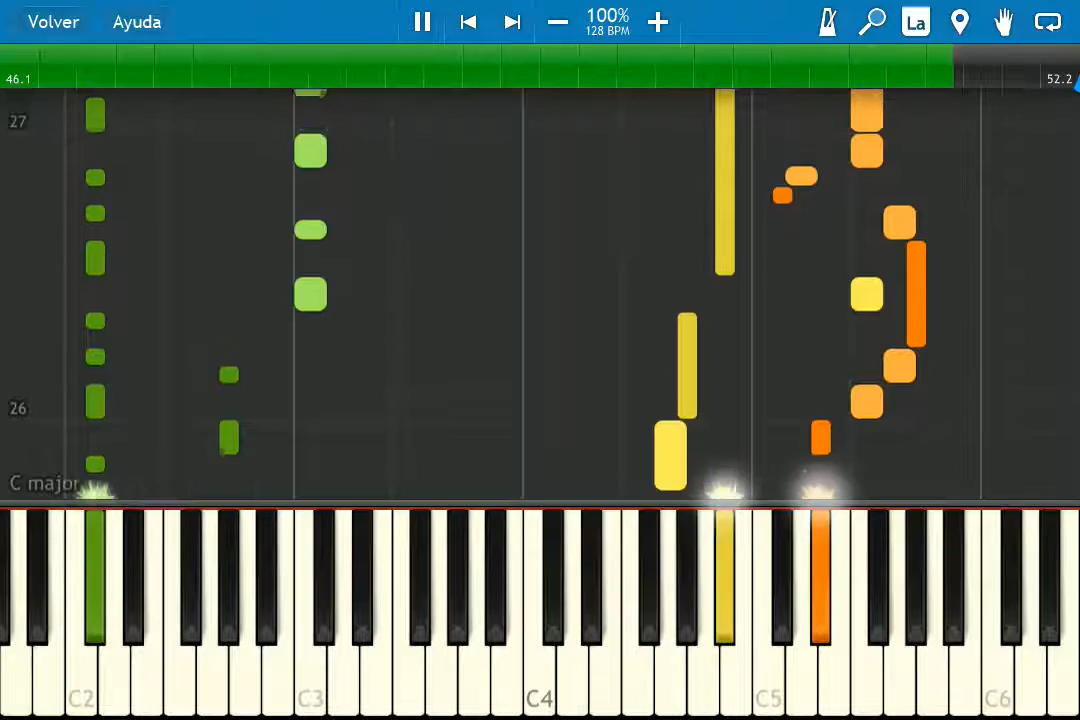 Volver Ayuda 100% La
128 BPM
46.1 52.2
27
26
C major
C2 C3 C4 C5 C6